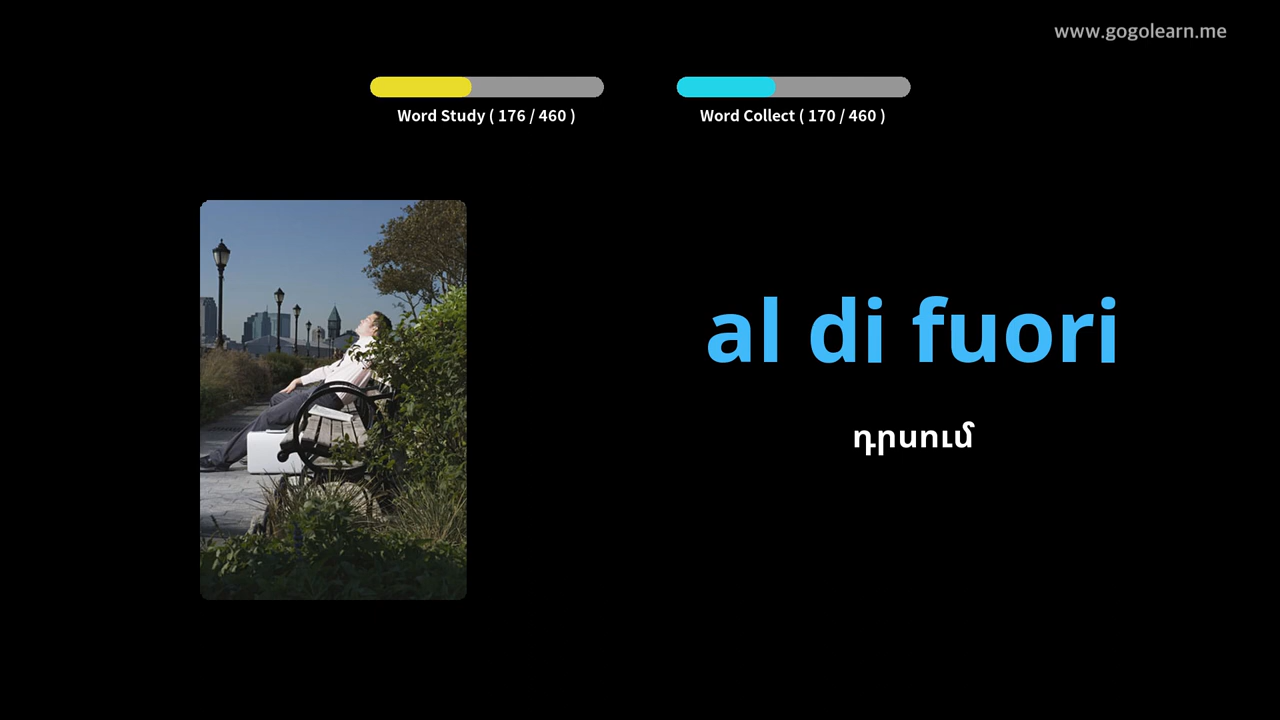 www.gogolearn.me
Word Study ( 176 / 460 )
Word Collect ( 170 / 460 )
al di fuori
դրսում